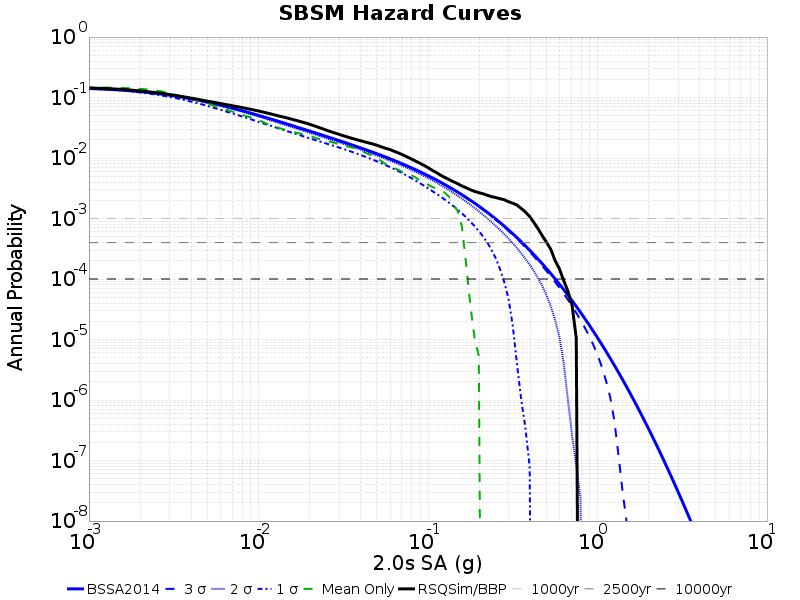 SBSM Hazard Curves
Annual Probability
10^0
10^-1
10^-2
10^-3
10^-4
10^-5
10^-6
10^-7
10^-8
10^-3 10^-2 10^-1 10^0 10^1
2.0s SA (g)
BSSA2014 3 σ 2 σ 1 σ Mean Only RSQSim/BBP 1000yr 2500yr 10000yr